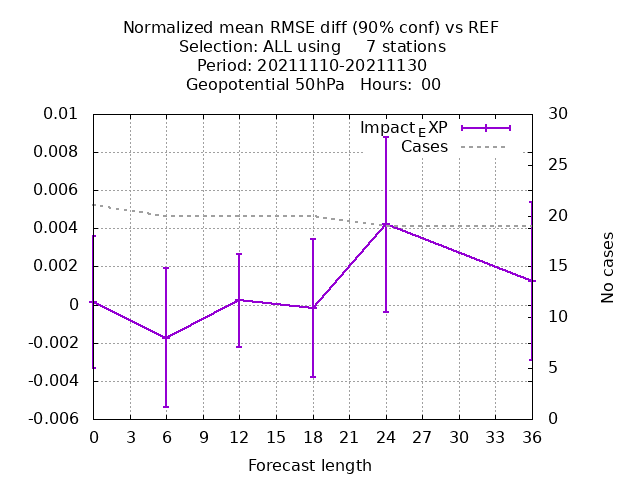 Normalized mean RMSE diff (90% conf) vs REF
Selection: ALL using     7 stations
Period: 20211110-20211130
Geopotential 50hPa   Hours: 00
0.01
0.008
0.006
0.004
0.002
0
-0.002
-0.004
-0.006
Impact_EXP
Cases
30
25
20
15
10
5
0
No cases
0 3 6 9 12 15 18 21 24 27 30 33 36
Forecast length